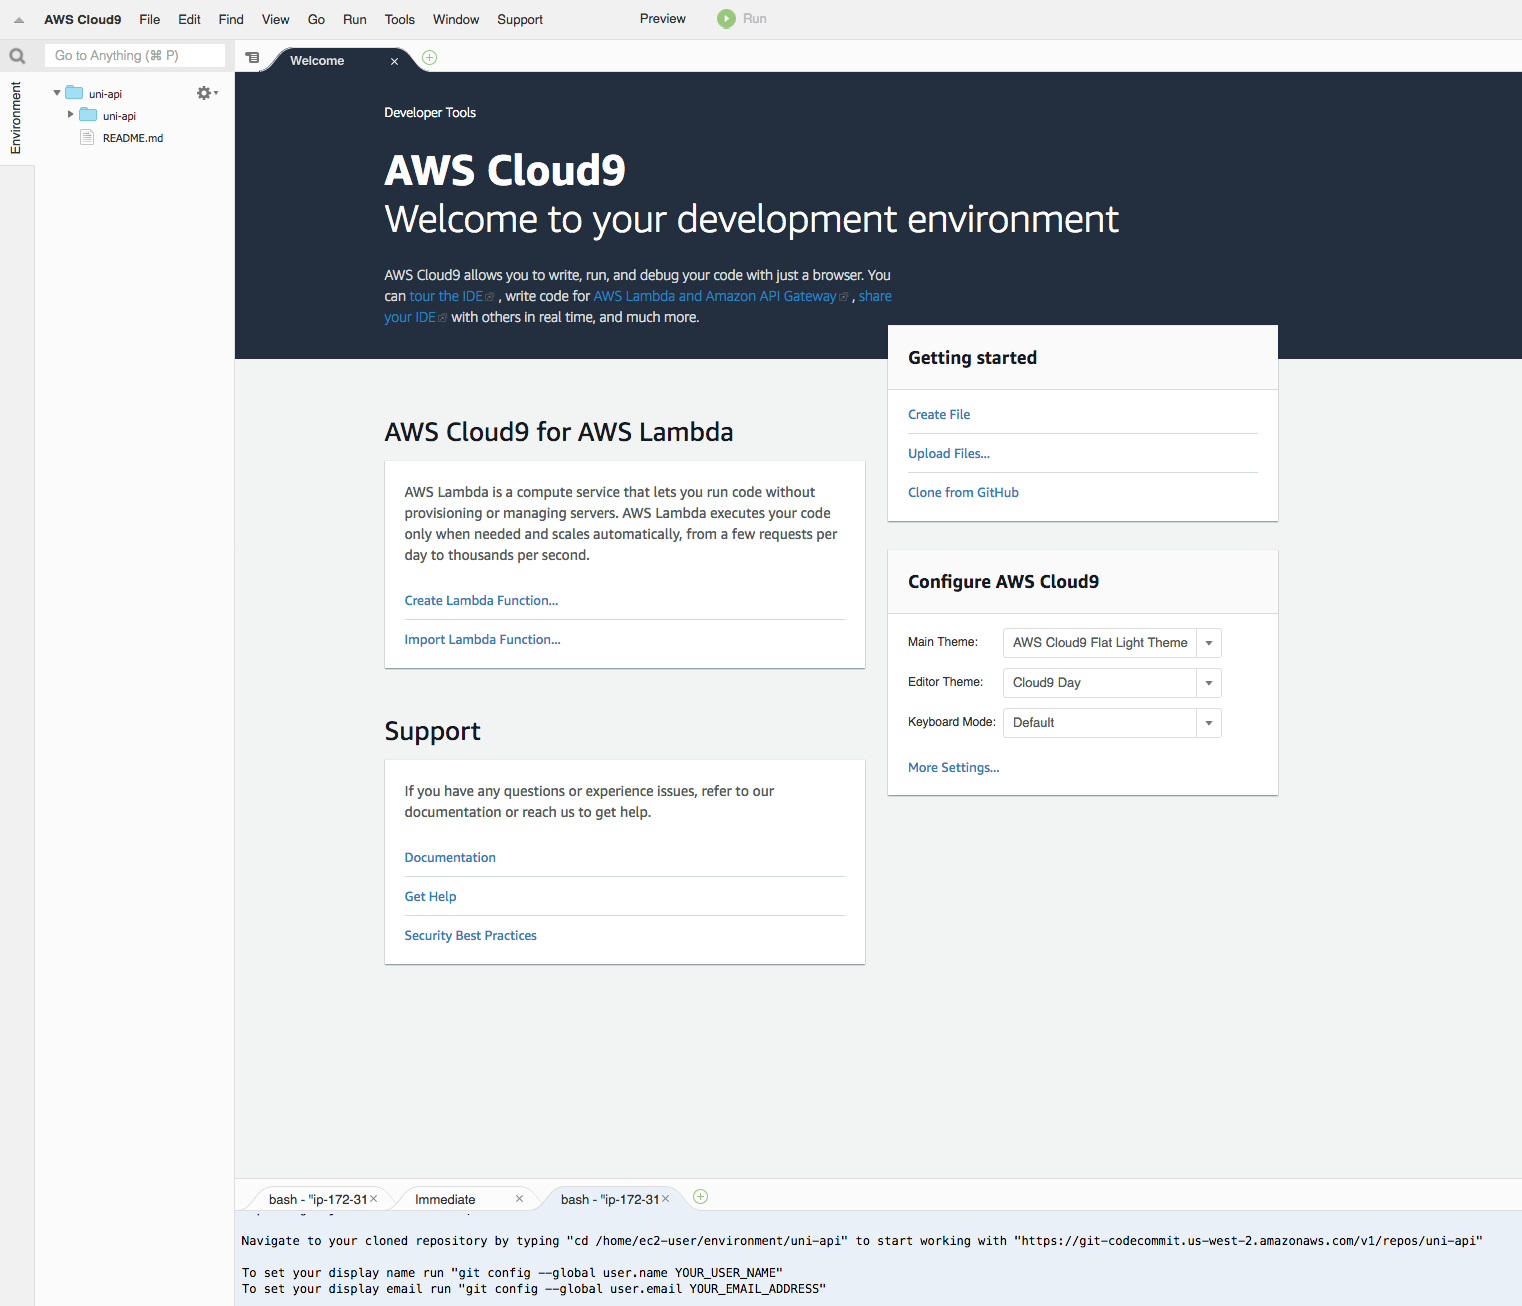 AWS Cloud9 File Edit Find View Go Run Tools Window Support Preview Run
Go to Anything (⌘ P)
Welcome
Environment
uni-api
uni-api
README.md
Developer Tools
AWS Cloud9
Welcome to your development environment
AWS Cloud9 allows you to write, run, and debug your code with just a browser. You
can tour the IDE , write code for AWS Lambda and Amazon API Gateway , share
your IDE with others in real time, and much more.
Getting started
Create File
Upload Files...
Clone from GitHub
AWS Cloud9 for AWS Lambda
AWS Lambda is a compute service that lets you run code without
provisioning or managing servers. AWS Lambda executes your code
only when needed and scales automatically, from a few requests per
day to thousands per second.
Create Lambda Function...
Import Lambda Function...
Configure AWS Cloud9
Main Theme: AWS Cloud9 Flat Light Theme
Editor Theme: Cloud9 Day
Keyboard Mode: Default
More Settings...
Support
If you have any questions or experience issues, refer to our
documentation or reach us to get help.
Documentation
Get Help
Security Best Practices
bash - "ip-172-31 Immediate bash - "ip-172-31
Navigate to your cloned repository by typing "cd /home/ec2-user/environment/uni-api" to start working with "https://git-codecommit.us-west-2.amazonaws.com/v1/repos/uni-api"
To set your display name run "git config --global user.name YOUR_USER_NAME"
To set your display email run "git config --global user.email YOUR_EMAIL_ADDRESS"